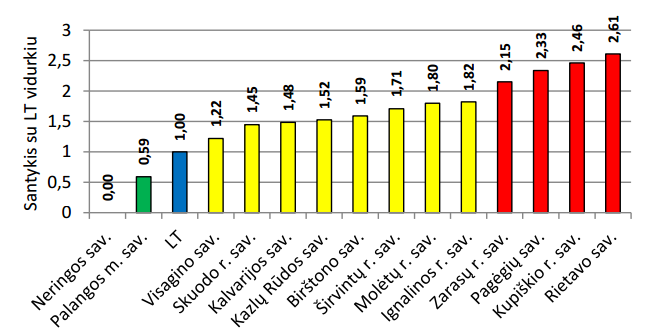 Santykis su LT vidurkiu
3
2,5
2
1,5
1
0,5
0
0,00
0,59
1,00
1,22
1,45
1,48
1,52
1,59
1,71
1,80
1,82
2,15
2,33
2,46
2,61
Neringos sav.
Palangos m. sav.
LT
Visagino sav.
Skuodo r. sav.
Kalvarijos sav.
Kazlų Rūdos sav.
Birštono sav.
Širvintų r. sav.
Molėtų r. sav.
Ignalinos r. sav.
Zarasų r. sav.
Pagėgių sav.
Kupiškio r. sav.
Rietavo sav.